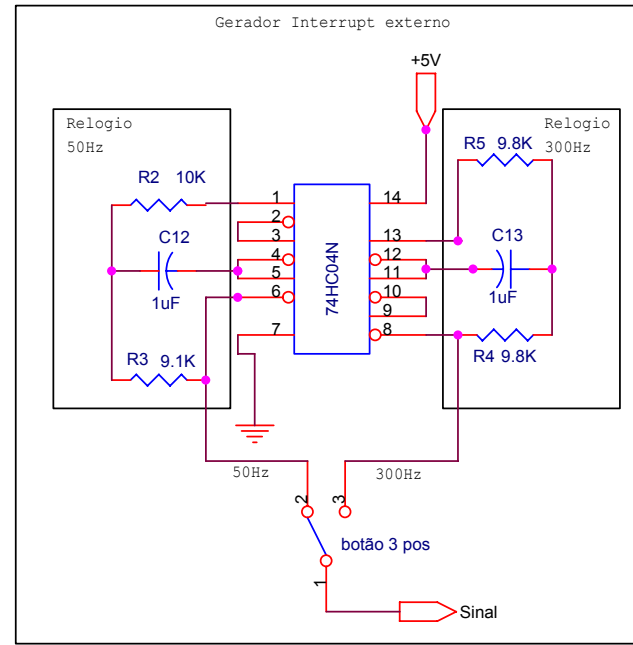 Gerador Interrupt externo
+5V
Relogio
50Hz
Relogio
300Hz
R5 9.8K
R2 10K
1
14
2
3
13
C12
C13
4
12
5
11
1uF
1uF
6
10
74HC04N
9
7
8
R3 9.1K
R4 9.8K
50Hz
300Hz
2
3
botão 3 pos
1
Sinal